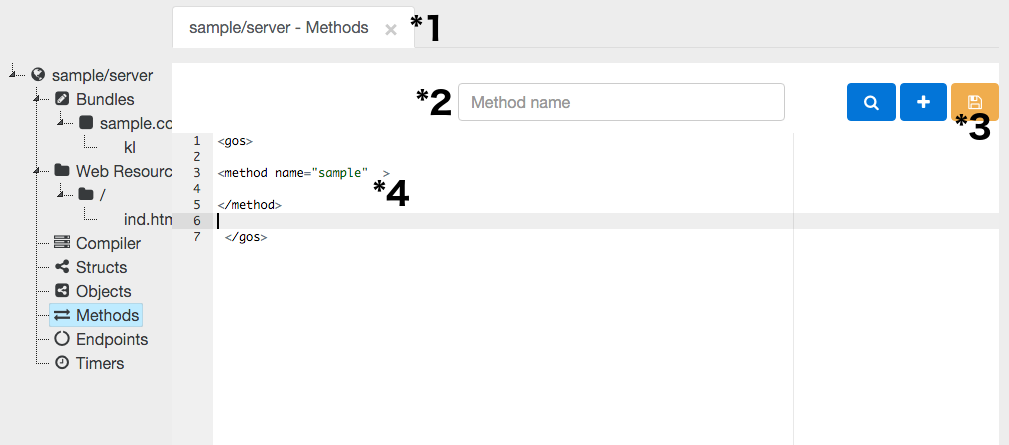 sample/server - Methods ×
*1
sample/server
Bundles
sample.co
kl
Web Resourc
/
ind.htm
Compiler
Structs
Objects
Methods
Endpoints
Timers
*2 Method name
*3
1 <gos>
2
3 <method name="sample" >
*4
4
5 </method>
6
7 </gos>